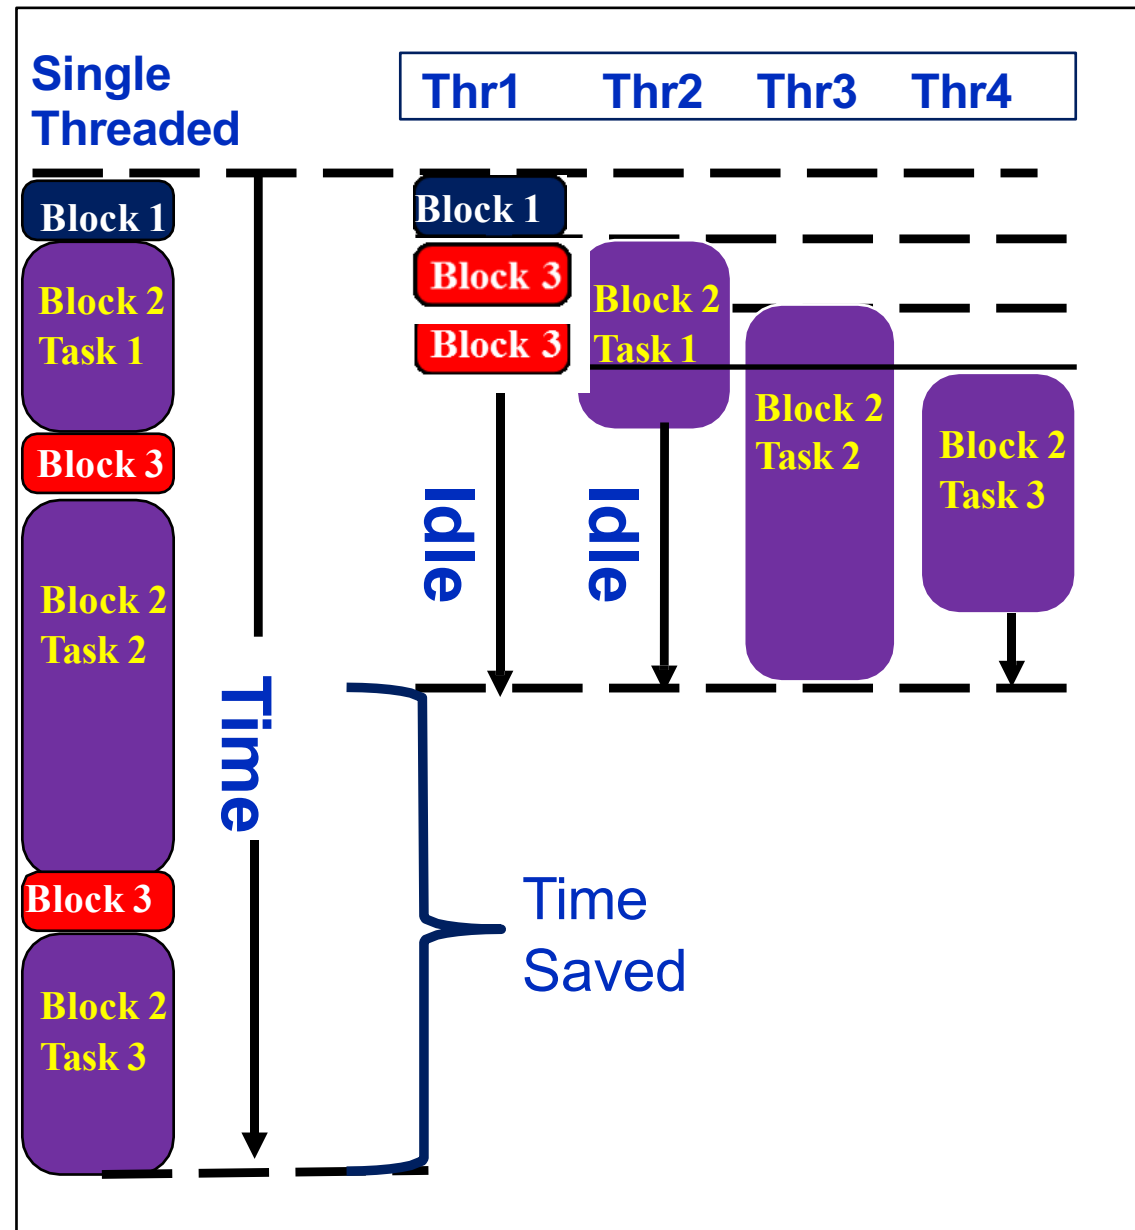 Single
Threaded
Thr1 Thr2 Thr3 Thr4
Block 1
Block 2
Task 1
Block 3
Block 2
Task 2
Block 3
Block 2
Task 3
Time
Block 1
Block 3
Block 3
Idle
Block 2
Task 1
Idle
Block 2
Task 2
Block 2
Task 3
Time
Saved